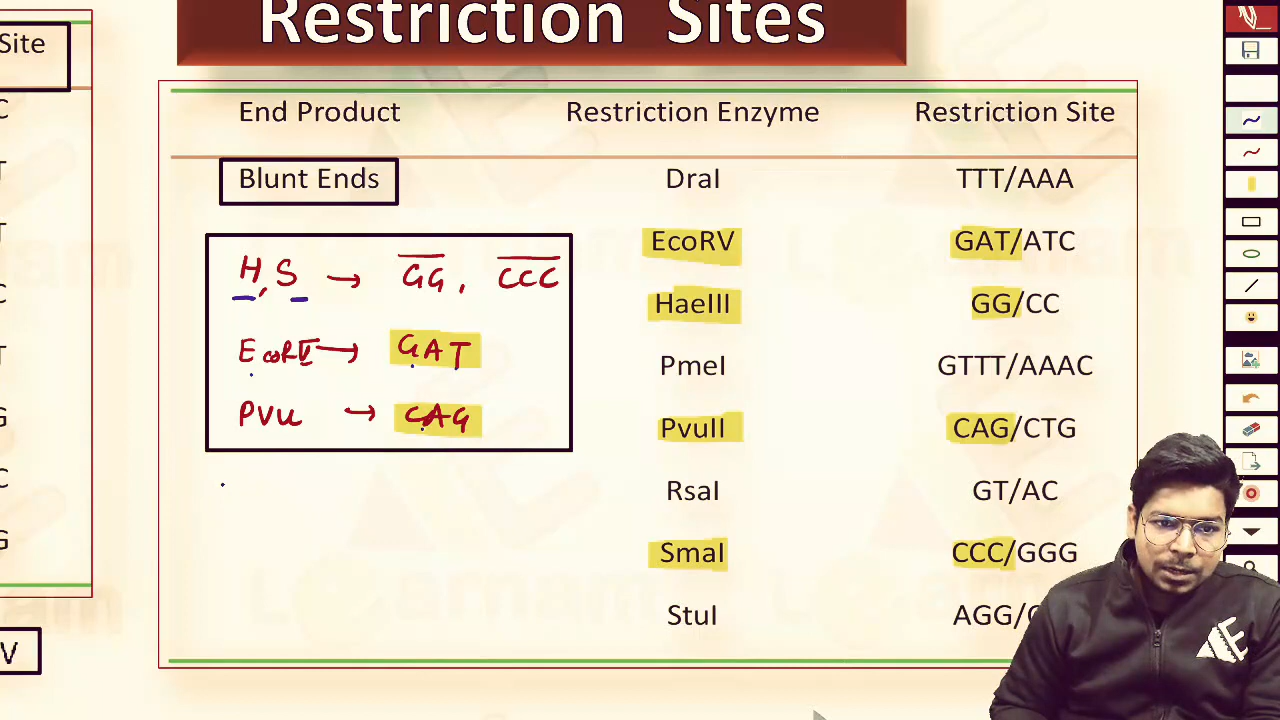 Restriction Sites
Site
End Product Restriction Enzyme Restriction Site
Blunt Ends DraI TTT/AAA
EcoRV GAT/ATC
H, S → GG, CCC
HaeIII GG/CC
EcoRV → GAT
PmeI GTTT/AAAC
PVU → CAG
PvuII CAG/CTG
RsaI GT/AC
SmaI CCC/GGG
StuI AGG/
V